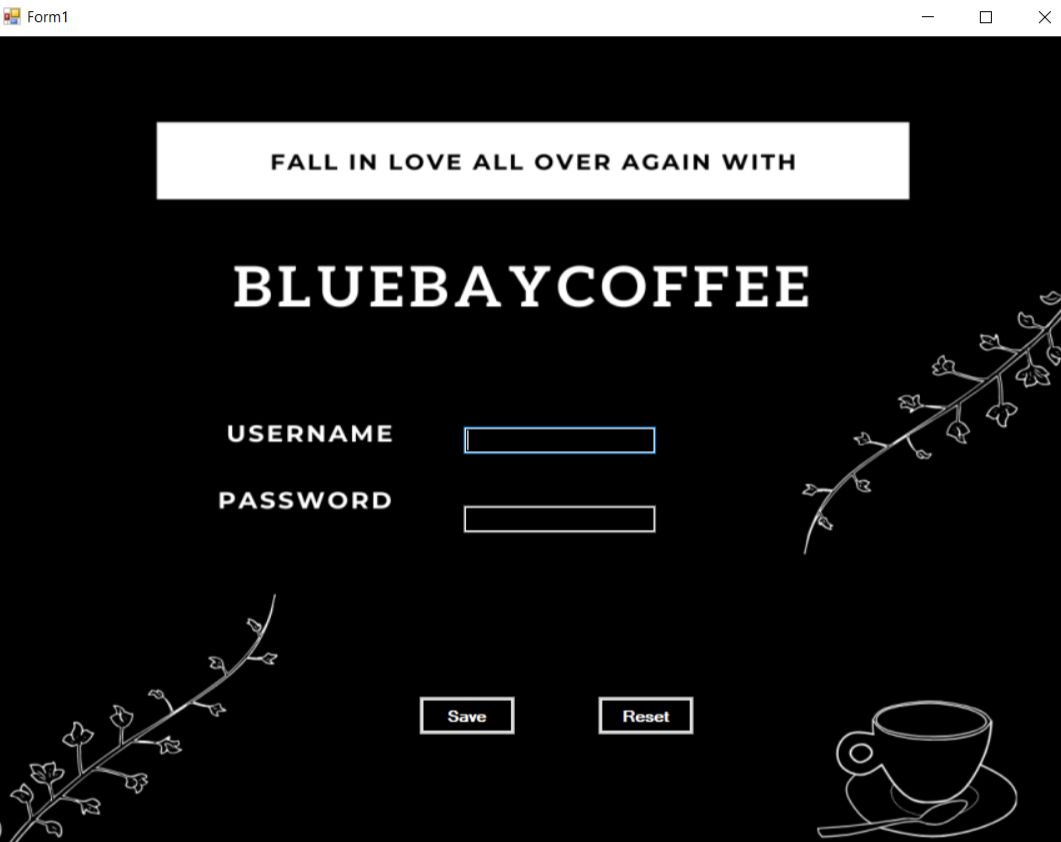 Form1
FALL IN LOVE ALL OVER AGAIN WITH
BLUEBAYCOFFEE
USERNAME
PASSWORD
Save Reset